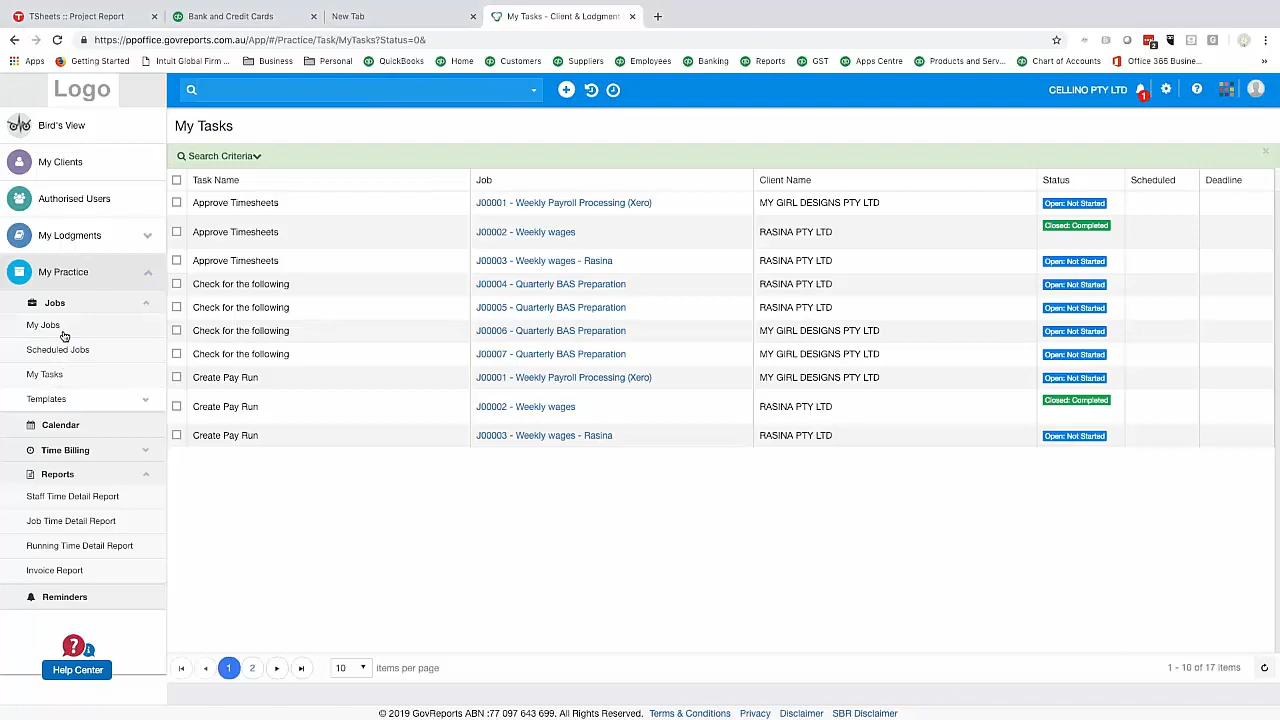 TSheets :: Project Report
Bank and Credit Cards
New Tab
My Tasks - Client & Lodgment
https://ppoffice.govreports.com.au/App/#/Practice/Task/MyTasks?Status=0&
2
Apps
Getting Started
Intuit Global Firm ...
Business
Personal
QuickBooks
Home
Customers
Suppliers
Employees
Banking
Reports
GST
Apps Centre
Products and Serv...
Chart of Accounts
Office 365 Busine...
»
Logo
CELLINO PTY LTD
1
Bird's View
My Clients
Authorised Users
My Lodgments
My Practice
Jobs
My Jobs
Scheduled Jobs
My Tasks
Templates
Calendar
Time Billing
Reports
Staff Time Detail Report
Job Time Detail Report
Running Time Detail Report
Invoice Report
Reminders
Help Center
My Tasks
Search Criteria
Task Name Job Client Name Status Scheduled Deadline
Approve Timesheets J00001 - Weekly Payroll Processing (Xero) MY GIRL DESIGNS PTY LTD Open: Not Started
Approve Timesheets J00002 - Weekly wages RASINA PTY LTD Closed: Completed
Approve Timesheets J00003 - Weekly wages - Rasina RASINA PTY LTD Open: Not Started
Check for the following J00004 - Quarterly BAS Preparation RASINA PTY LTD Open: Not Started
Check for the following J00005 - Quarterly BAS Preparation RASINA PTY LTD Open: Not Started
Check for the following J00006 - Quarterly BAS Preparation MY GIRL DESIGNS PTY LTD Open: Not Started
Check for the following J00007 - Quarterly BAS Preparation MY GIRL DESIGNS PTY LTD Open: Not Started
Create Pay Run J00001 - Weekly Payroll Processing (Xero) MY GIRL DESIGNS PTY LTD Open: Not Started
Create Pay Run J00002 - Weekly wages RASINA PTY LTD Closed: Completed
Create Pay Run J00003 - Weekly wages - Rasina RASINA PTY LTD Open: Not Started
1 2 10 items per page 1 - 10 of 17 items
© 2019 GovReports ABN :77 097 643 699. All Rights Reserved. Terms & Conditions Privacy Disclaimer SBR Disclaimer